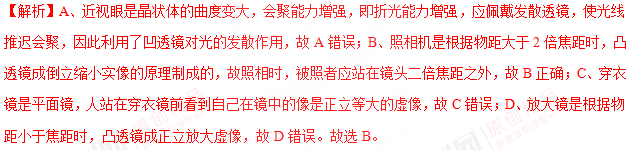 【解析】A、近视眼是晶状体的曲度变大，会聚能力增强，即折光能力增强，应佩戴发散透镜，使光线
推迟会聚，因此利用了凹透镜对光的发散作用，故 A 错误；B、照相机是根据物距大于 2 倍焦距时，凸
透镜成倒立缩小实像的原理制成的，故照相时，被照者应站在镜头二倍焦距之外，故 B 正确；C、穿衣
镜是平面镜，人站在穿衣镜前看到自己在镜中的像是正立等大的虚像，故 C 错误；D、放大镜是根据物
距小于焦距时，凸透镜成正立放大虚像，故 D 错误。故选 B。